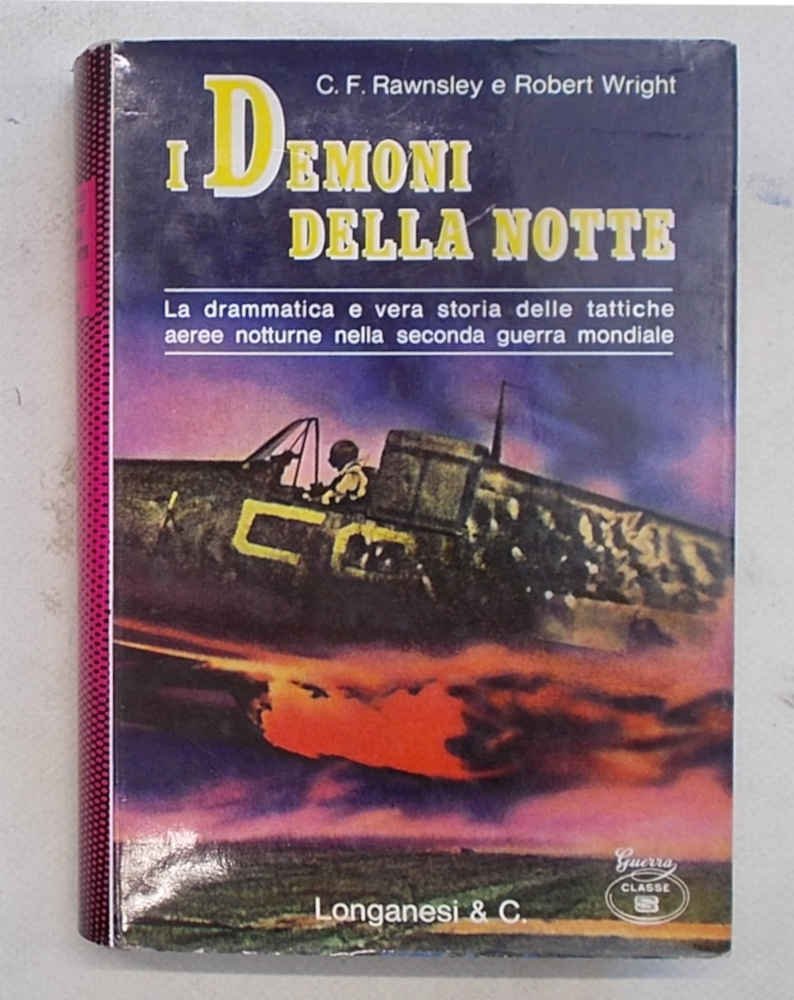 C. F. Rawnsley e Robert Wright
I DEMONI
DELLA NOTTE
La drammatica e vera storia delle tattiche
aeree notturne nella seconda guerra mondiale
Guerra
CLASSE
S
Longanesi & C.